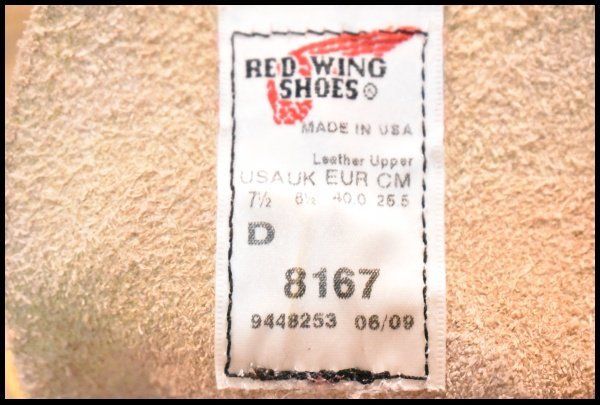 RED WING
SHOES ®
MADE IN USA
Leather Upper
USA UK EUR CM
7½ 6½ 40.0 25.5
D
8167
9448253 06/09